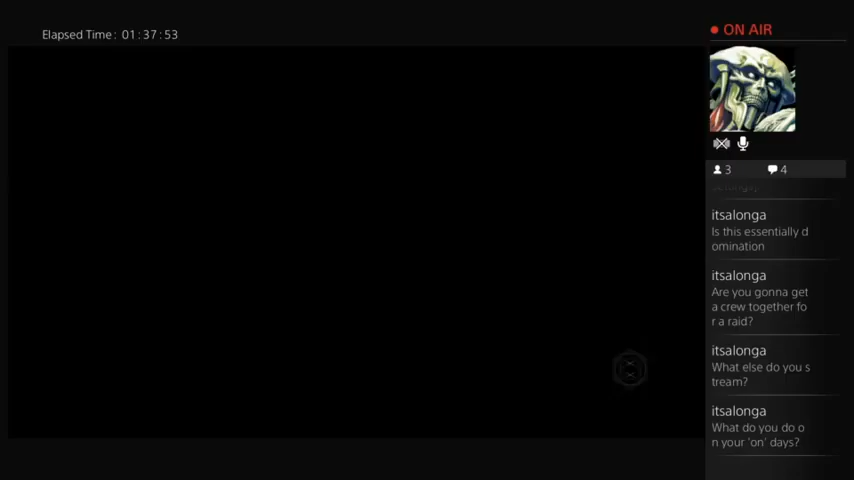 Elapsed Time: 01:37:53
ON AIR
3
4
itsalonga
Is this essentially d
omination
itsalonga
Are you gonna get
a crew together fo
r a raid?
itsalonga
What else do you s
tream?
itsalonga
What do you do o
n your 'on' days?